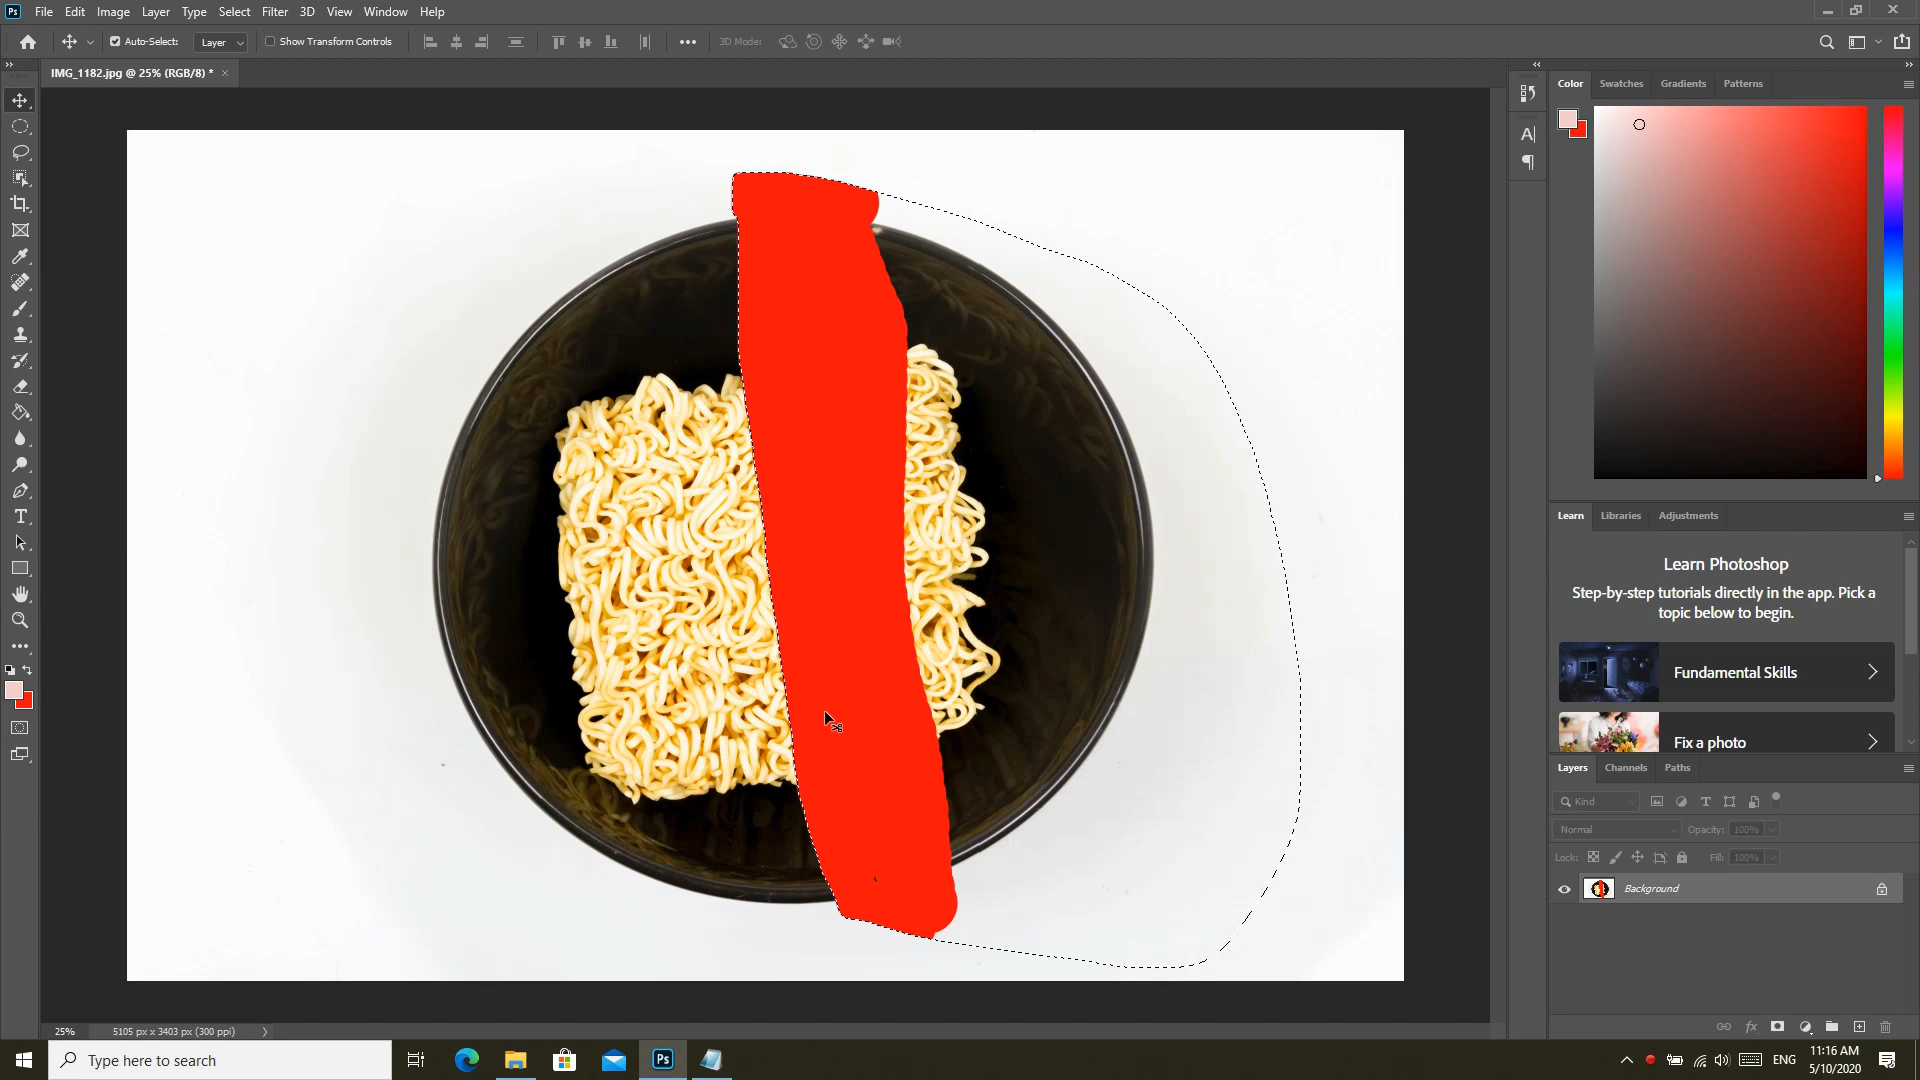 Ps File Edit Image Layer Type Select Filter 3D View Window Help
Auto-Select: Layer Show Transform Controls 3D Mode:
IMG_1182.jpg @ 25% (RGB/8) * ×
Color Swatches Gradients Patterns
Learn Libraries Adjustments
Learn Photoshop
Step-by-step tutorials directly in the app. Pick a
topic below to begin.
Fundamental Skills
Fix a photo
Layers Channels Paths
Kind
Normal Opacity: 100%
Lock: Fill: 100%
Background
25% 5105 px x 3403 px (300 ppi)
Type here to search
Ps
ENG
11:16 AM
5/10/2020